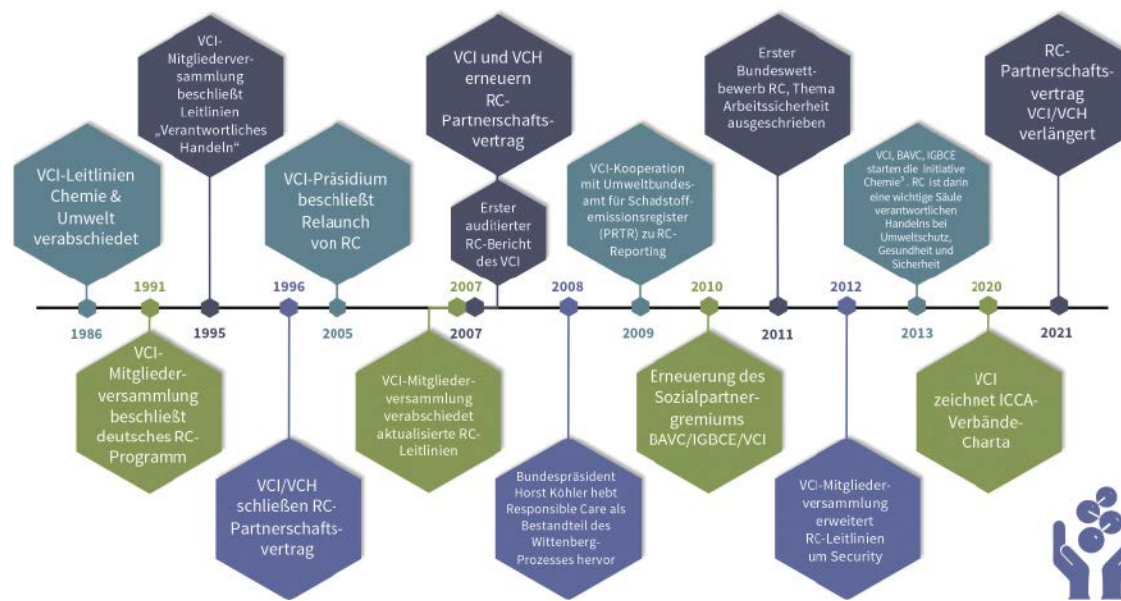 VCI-
Mitgliederver-
sammlung
beschließt
Leitlinien
„Verantwortliches
Handeln“
VCI und VCH
erneuern
RC-
Partnerschafts-
vertrag
Erster
Bundeswett-
bewerb RC, Thema
Arbeitssicherheit
ausgeschrieben
RC-
Partnerschafts-
vertrag
VCI/VCH
verlängert
VCI-Leitlinien
Chemie &
Umwelt
verabschiedet
VCI-Präsidium
beschließt
Relaunch
von RC
Erster
auditierter
RC-Bericht
des VCI
VCI-Kooperation
mit Umweltbundes-
amt für Schadstoff-
emissionsregister
(PRTR) zu RC-
Reporting
VCI, BAVC, IGBCE
starten die Initiative
Chemie³. RC ist darin
eine wichtige Säule
verantwortlichen
Handelns bei
Umweltschutz,
Gesundheit und
Sicherheit
1991
1996
2007
2008
2010
2012
2020
1986
1995
2005
2007
2009
2011
2013
2021
VCI-
Mitglieder-
versammlung
beschließt
deutsches RC-
Programm
VCI-Mitglieder-
versammlung
verabschiedet
aktualisierte RC-
Leitlinien
Erneuerung des
Sozialpartner-
gremiums
BAVC/IGBCE/VCI
VCI
zeichnet ICCA-
Verbände-
Charta
VCI/VCH
schließen RC-
Partnerschafts-
vertrag
Bundespräsident
Horst Köhler hebt
Responsible Care als
Bestandteil des
Wittenberg-
Prozesses hervor
VCI-Mitglieder-
versammlung
erweitert
RC-Leitlinien
um Security